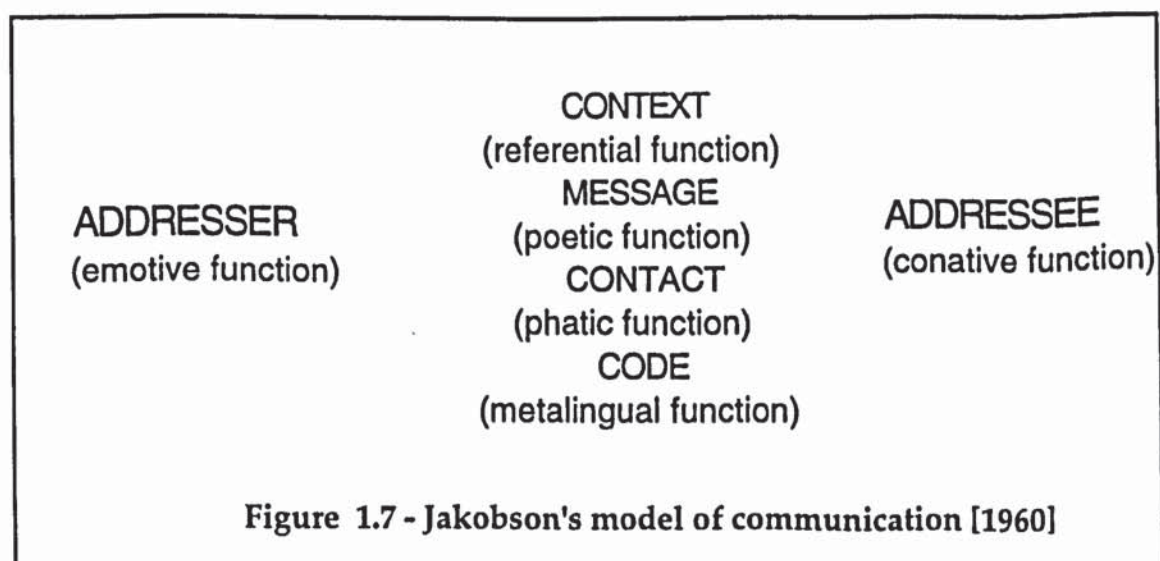 CONTEXT
(referential function)
MESSAGE
(poetic function)
CONTACT
(phatic function)
CODE
(metalingual function)
ADDRESSER
(emotive function)
ADDRESSEE
(conative function)
Figure 1.7 - Jakobson's model of communication [1960]